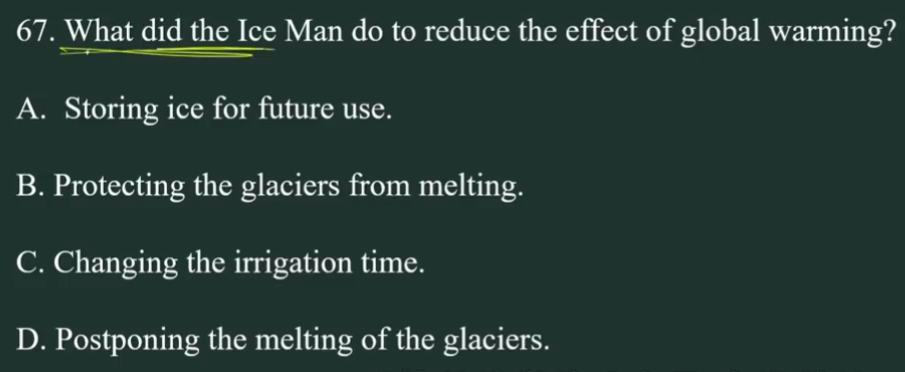 67. What did the Ice Man do to reduce the effect of global warming?
A. Storing ice for future use.
B. Protecting the glaciers from melting.
C. Changing the irrigation time.
D. Postponing the melting of the glaciers.